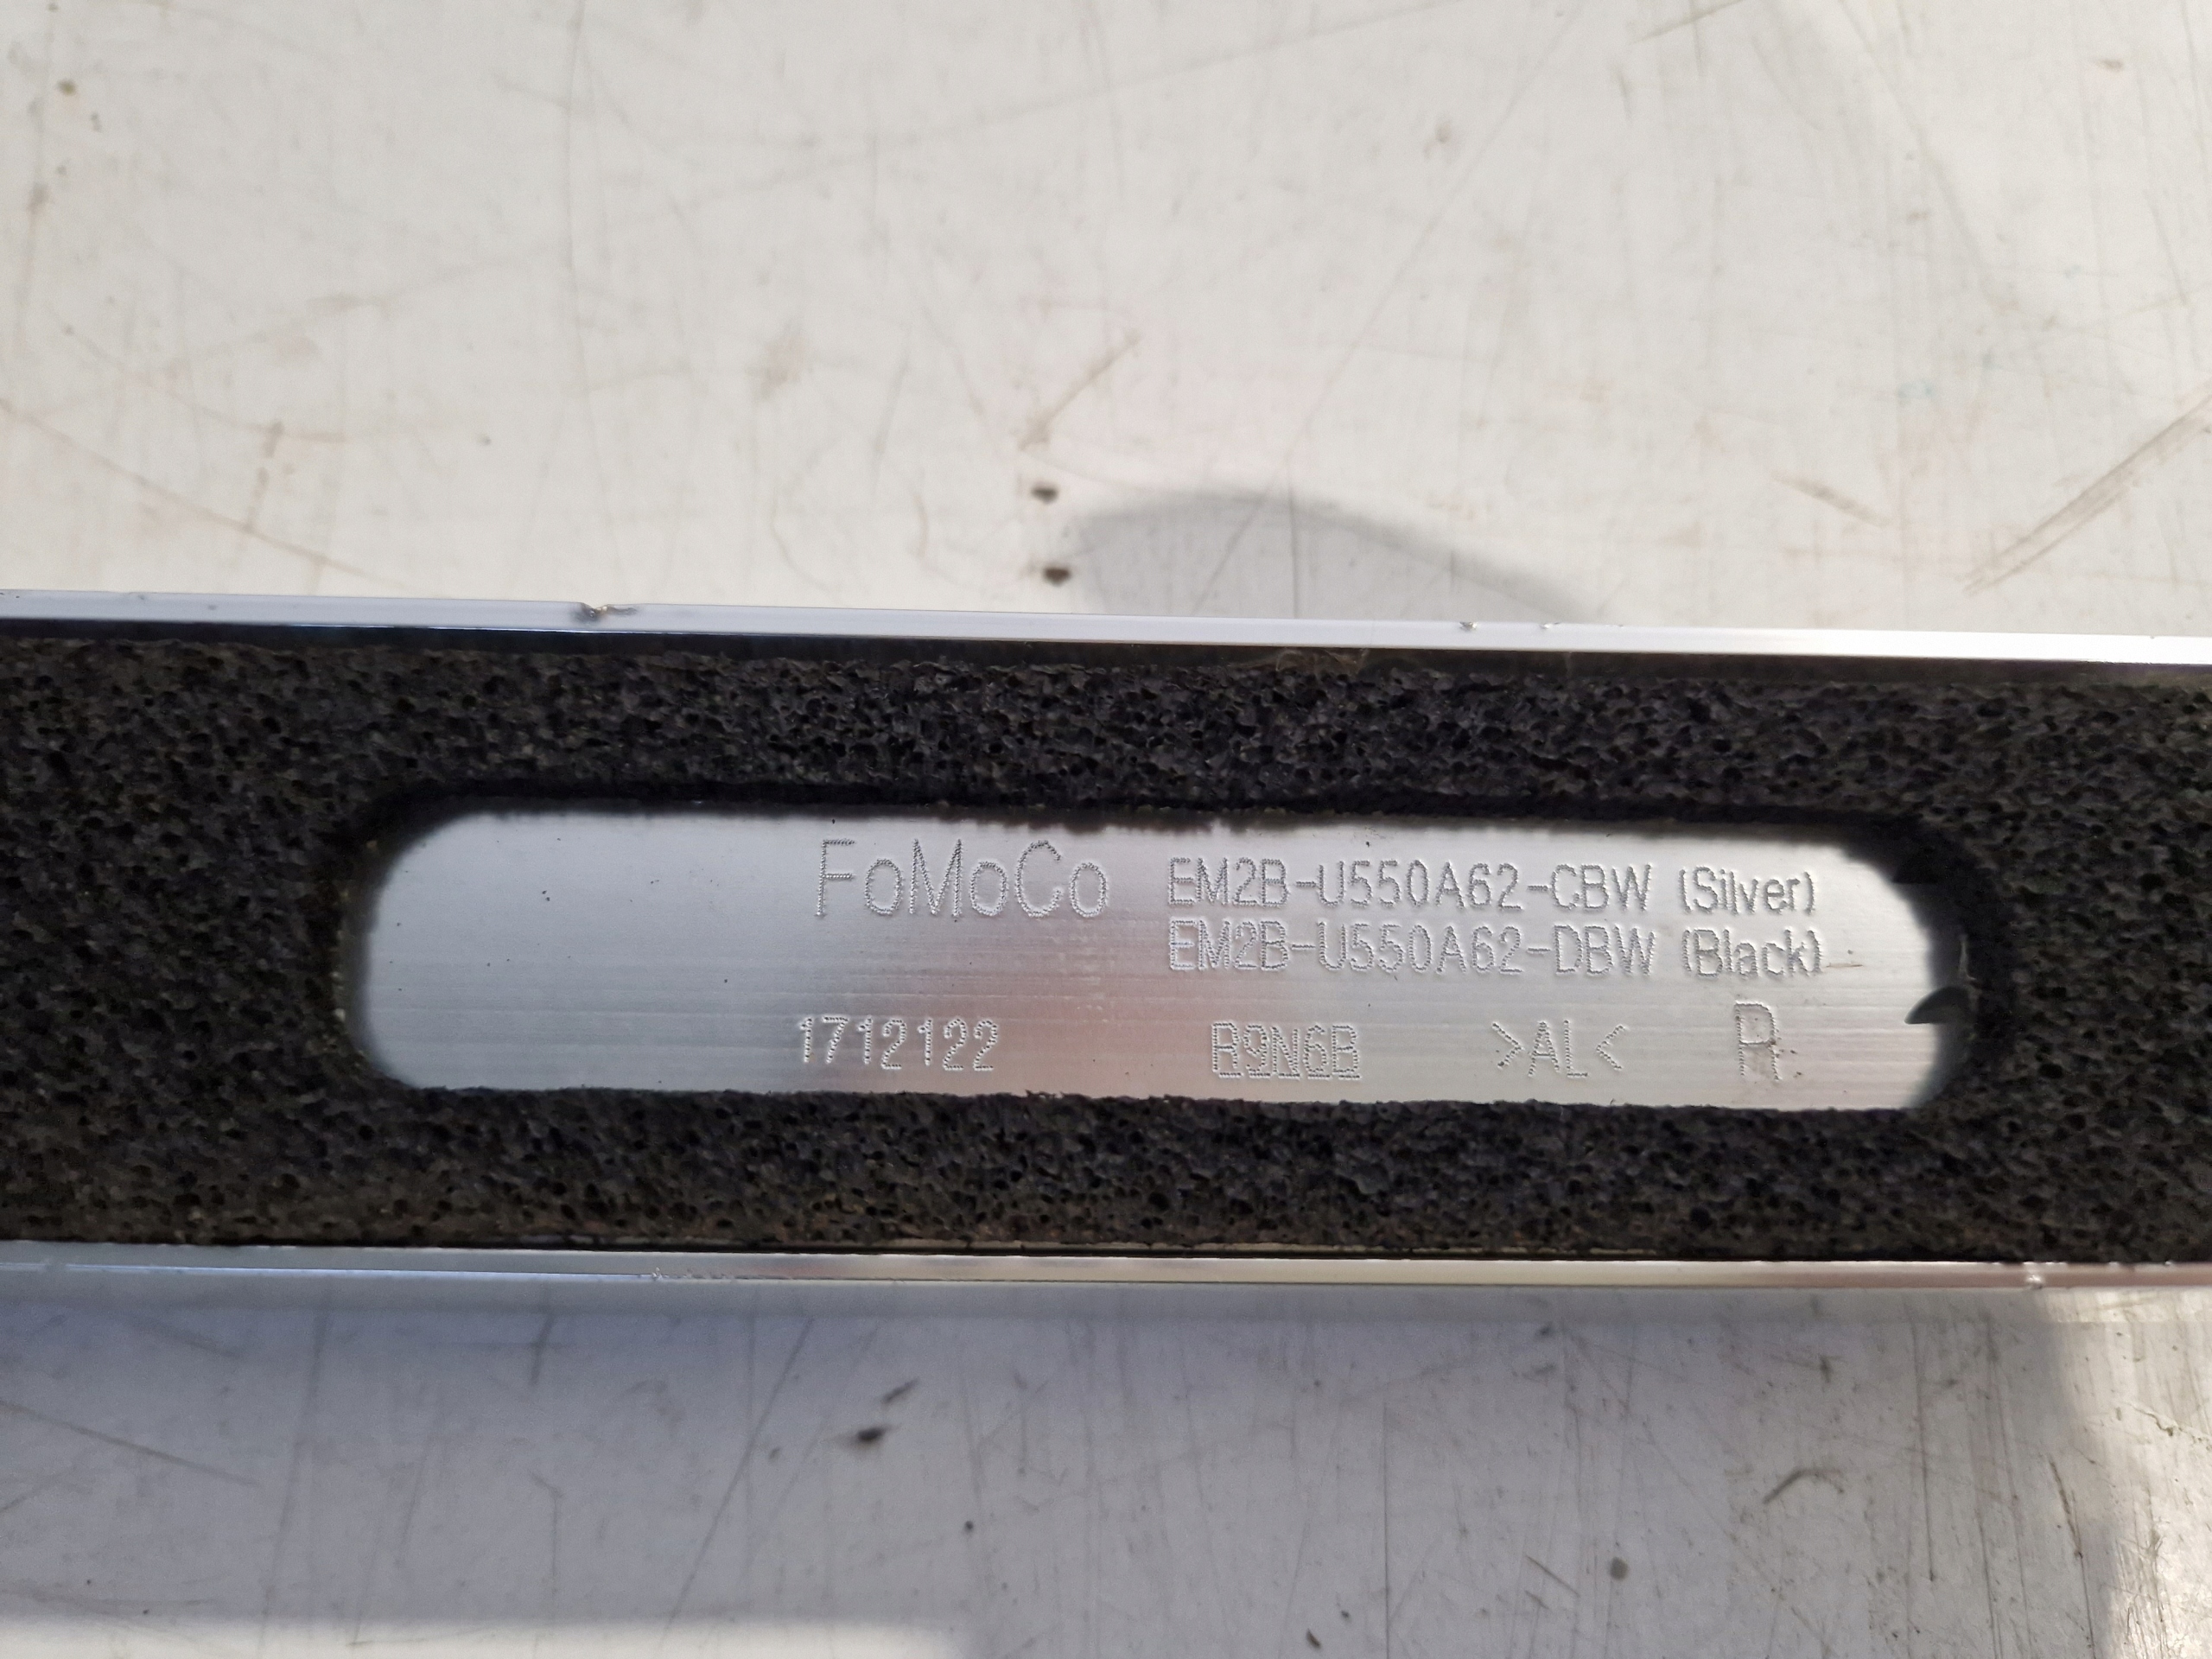 FoMoCo EM2B-U550A62-CBW (Silver)
EM2B-U550A62-DBW (Black)
1712122 R9N6B >AL< R